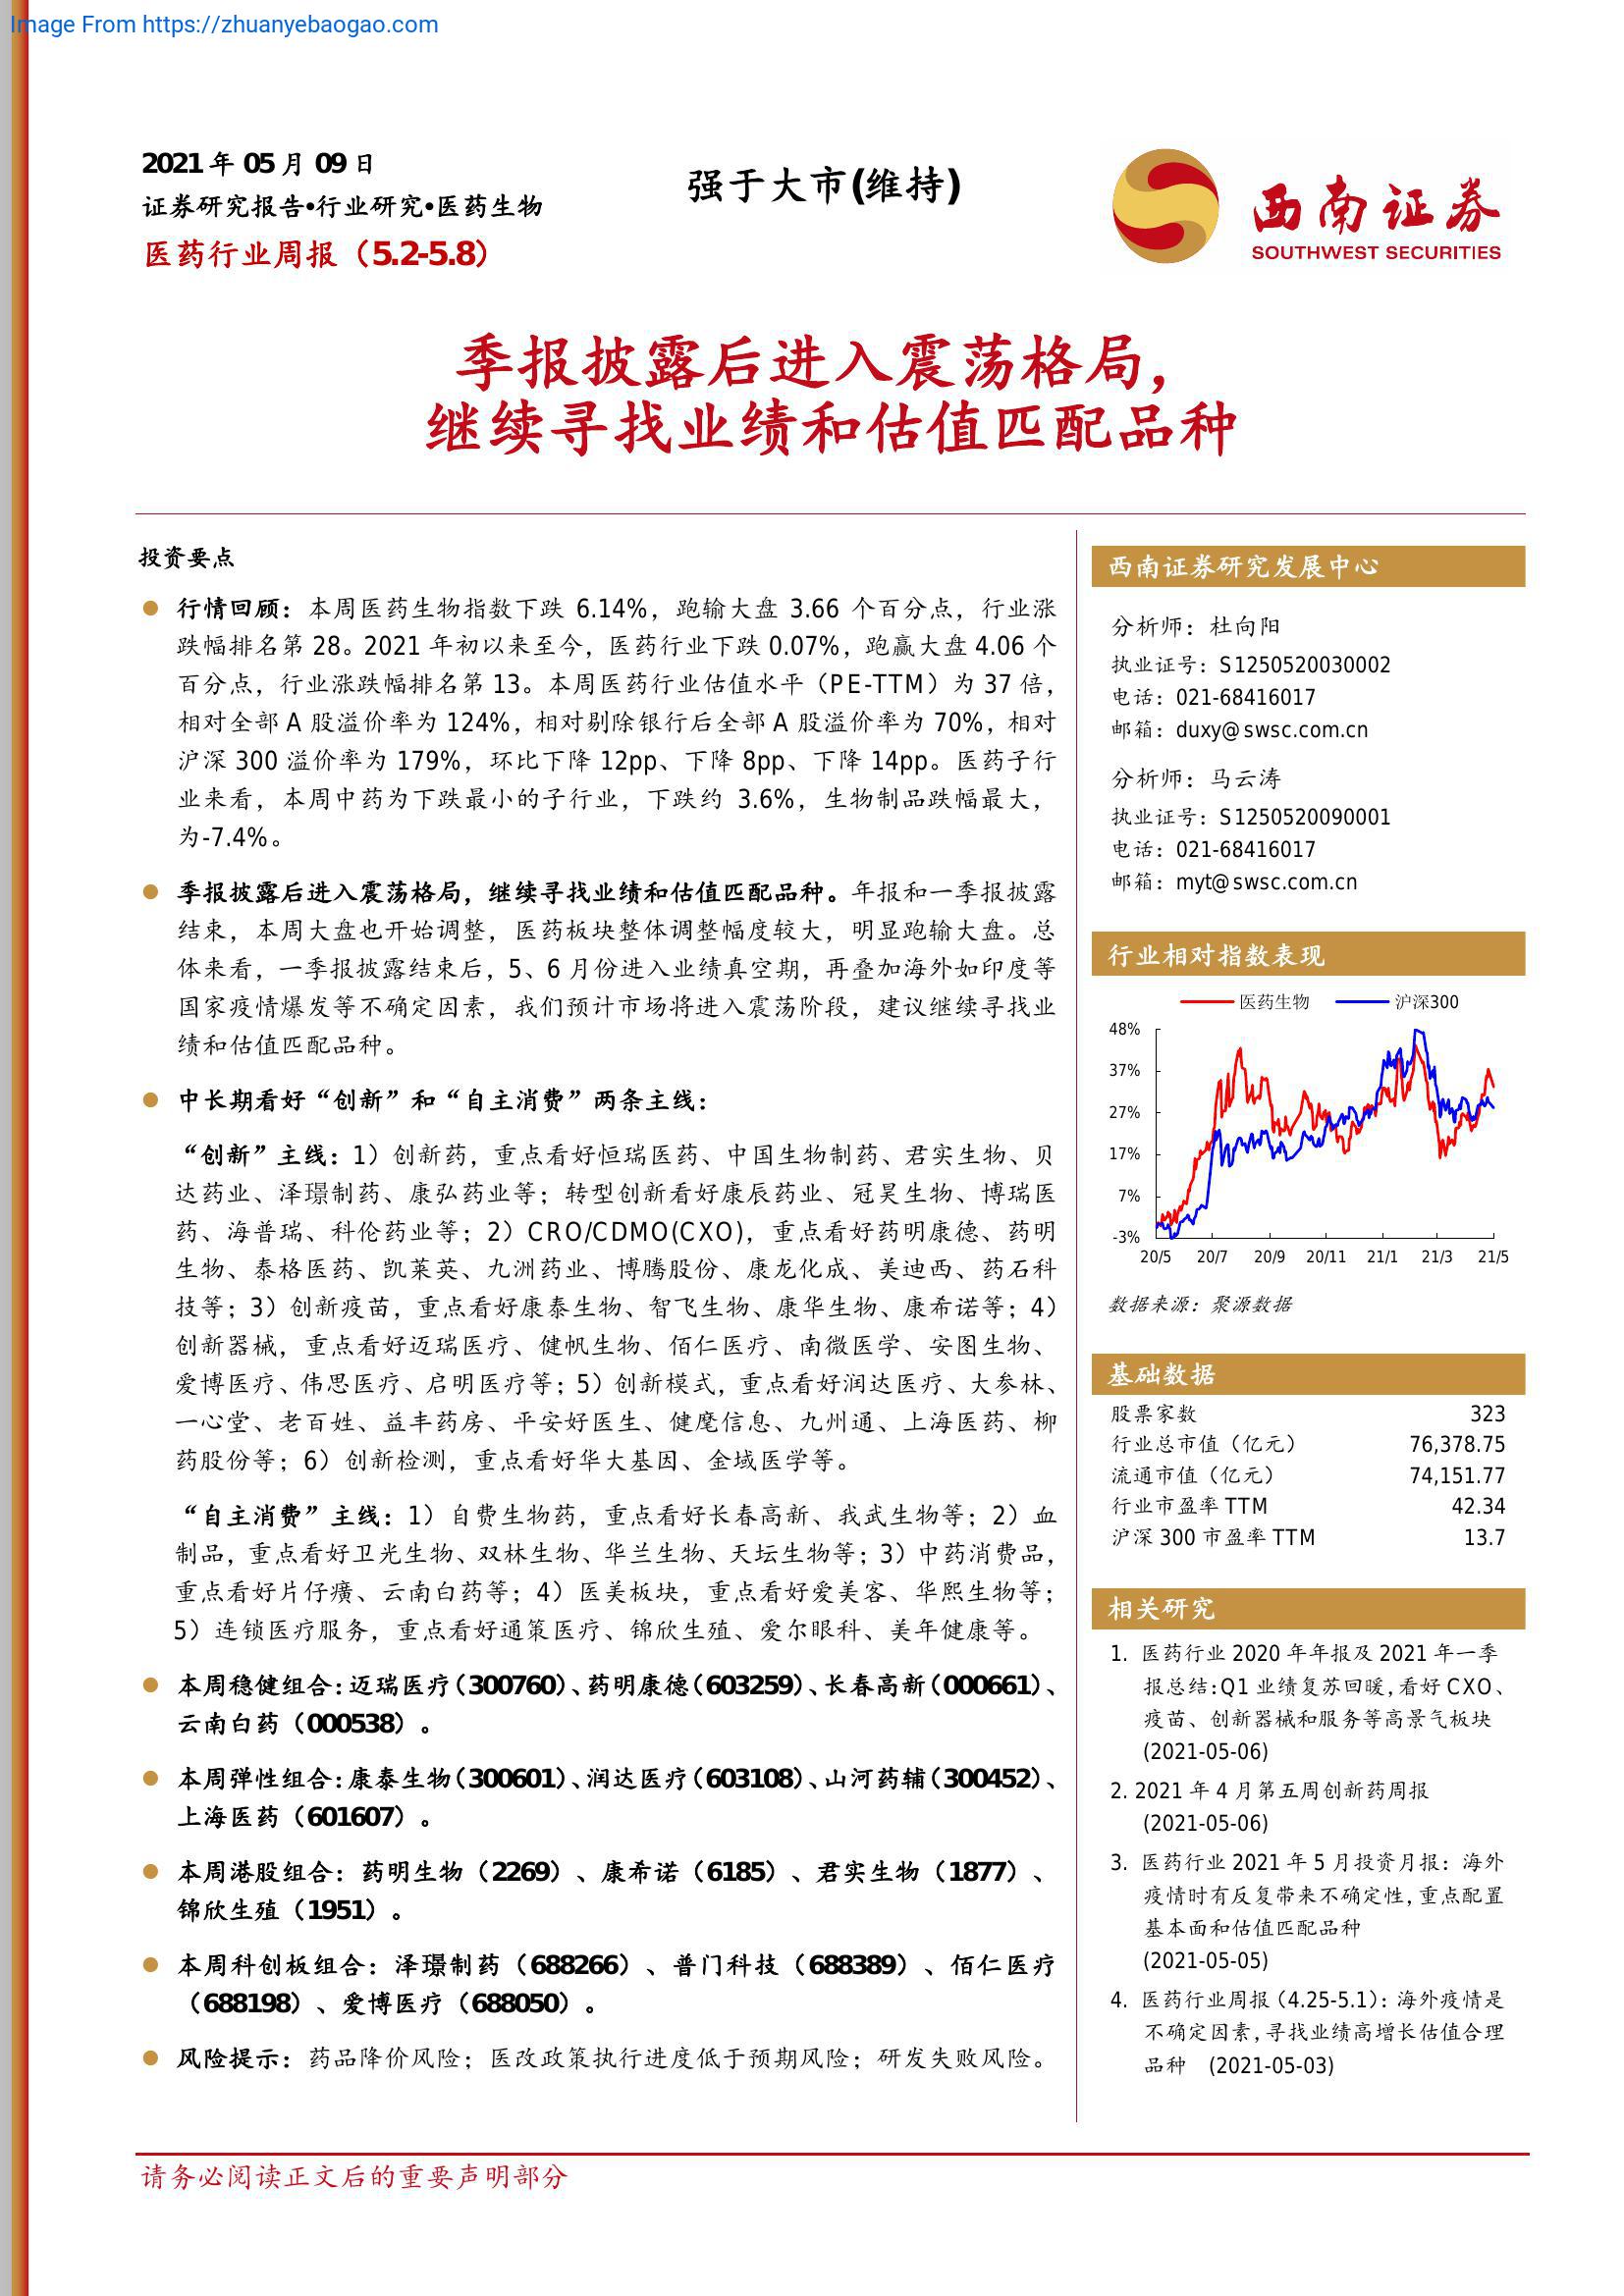 Image From https://zhuanyebaogao.com
2021 年 05 月 09 日
证券研究报告•行业研究•医药生物
医药行业周报（5.2-5.8）
强于大市(维持)
西南证券
SOUTHWEST SECURITIES
季报披露后进入震荡格局，
继续寻找业绩和估值匹配品种
投资要点
行情回顾：本周医药生物指数下跌 6.14%，跑输大盘 3.66 个百分点，行业涨
跌幅排名第 28。2021 年初以来至今，医药行业下跌 0.07%，跑赢大盘 4.06 个
百分点，行业涨跌幅排名第 13。本周医药行业估值水平（PE-TTM）为 37 倍，
相对全部 A 股溢价率为 124%，相对剔除银行后全部 A 股溢价率为 70%，相对
沪深 300 溢价率为 179%，环比下降 12pp、下降 8pp、下降 14pp。医药子行
业来看，本周中药为下跌最小的子行业，下跌约 3.6%，生物制品跌幅最大，
为-7.4%。
季报披露后进入震荡格局，继续寻找业绩和估值匹配品种。年报和一季报披露
结束，本周大盘也开始调整，医药板块整体调整幅度较大，明显跑输大盘。总
体来看，一季报披露结束后，5、6 月份进入业绩真空期，再叠加海外如印度等
国家疫情爆发等不确定因素，我们预计市场将进入震荡阶段，建议继续寻找业
绩和估值匹配品种。
中长期看好“创新”和“自主消费”两条主线：
“创新”主线：1）创新药，重点看好恒瑞医药、中国生物制药、君实生物、贝
达药业、泽璟制药、康弘药业等；转型创新看好康辰药业、冠昊生物、博瑞医
药、海普瑞、科伦药业等；2）CRO/CDMO(CXO)，重点看好药明康德、药明
生物、泰格医药、凯莱英、九洲药业、博腾股份、康龙化成、美迪西、药石科
技等；3）创新疫苗，重点看好康泰生物、智飞生物、康华生物、康希诺等；4）
创新器械，重点看好迈瑞医疗、健帆生物、佰仁医疗、南微医学、安图生物、
爱博医疗、伟思医疗、启明医疗等；5）创新模式，重点看好润达医疗、大参林、
一心堂、老百姓、益丰药房、平安好医生、健麾信息、九州通、上海医药、柳
药股份等；6）创新检测，重点看好华大基因、金域医学等。
“自主消费”主线：1）自费生物药，重点看好长春高新、我武生物等；2）血
制品，重点看好卫光生物、双林生物、华兰生物、天坛生物等；3）中药消费品，
重点看好片仔癀、云南白药等；4）医美板块，重点看好爱美客、华熙生物等；
5）连锁医疗服务，重点看好通策医疗、锦欣生殖、爱尔眼科、美年健康等。
本周稳健组合：迈瑞医疗（300760）、药明康德（603259）、长春高新（000661）、
云南白药（000538）。
本周弹性组合：康泰生物（300601）、润达医疗（603108）、山河药辅（300452）、
上海医药（601607）。
本周港股组合：药明生物（2269）、康希诺（6185）、君实生物（1877）、
锦欣生殖（1951）。
本周科创板组合：泽璟制药（688266）、普门科技（688389）、佰仁医疗
（688198）、爱博医疗（688050）。
风险提示：药品降价风险；医改政策执行进度低于预期风险；研发失败风险。
西南证券研究发展中心
分析师：杜向阳
执业证号：S1250520030002
电话：021-68416017
邮箱：duxy@swsc.com.cn
分析师：马云涛
执业证号：S1250520090001
电话：021-68416017
邮箱：myt@swsc.com.cn
行业相对指数表现
医药生物 沪深300
48%
37%
27%
17%
7%
-3%
20/5 20/7 20/9 20/11 21/1 21/3 21/5
数据来源：聚源数据
基础数据
股票家数 323
行业总市值（亿元） 76,378.75
流通市值（亿元） 74,151.77
行业市盈率 TTM 42.34
沪深 300 市盈率 TTM 13.7
相关研究
1. 医药行业 2020 年年报及 2021 年一季
报总结：Q1 业绩复苏回暖，看好 CXO、
疫苗、创新器械和服务等高景气板块
(2021-05-06)
2. 2021 年 4 月第五周创新药周报
(2021-05-06)
3. 医药行业 2021 年 5 月投资月报：海外
疫情时有反复带来不确定性，重点配置
基本面和估值匹配品种
(2021-05-05)
4. 医药行业周报（4.25-5.1）：海外疫情是
不确定因素，寻找业绩高增长估值合理
品种 (2021-05-03)
请务必阅读正文后的重要声明部分